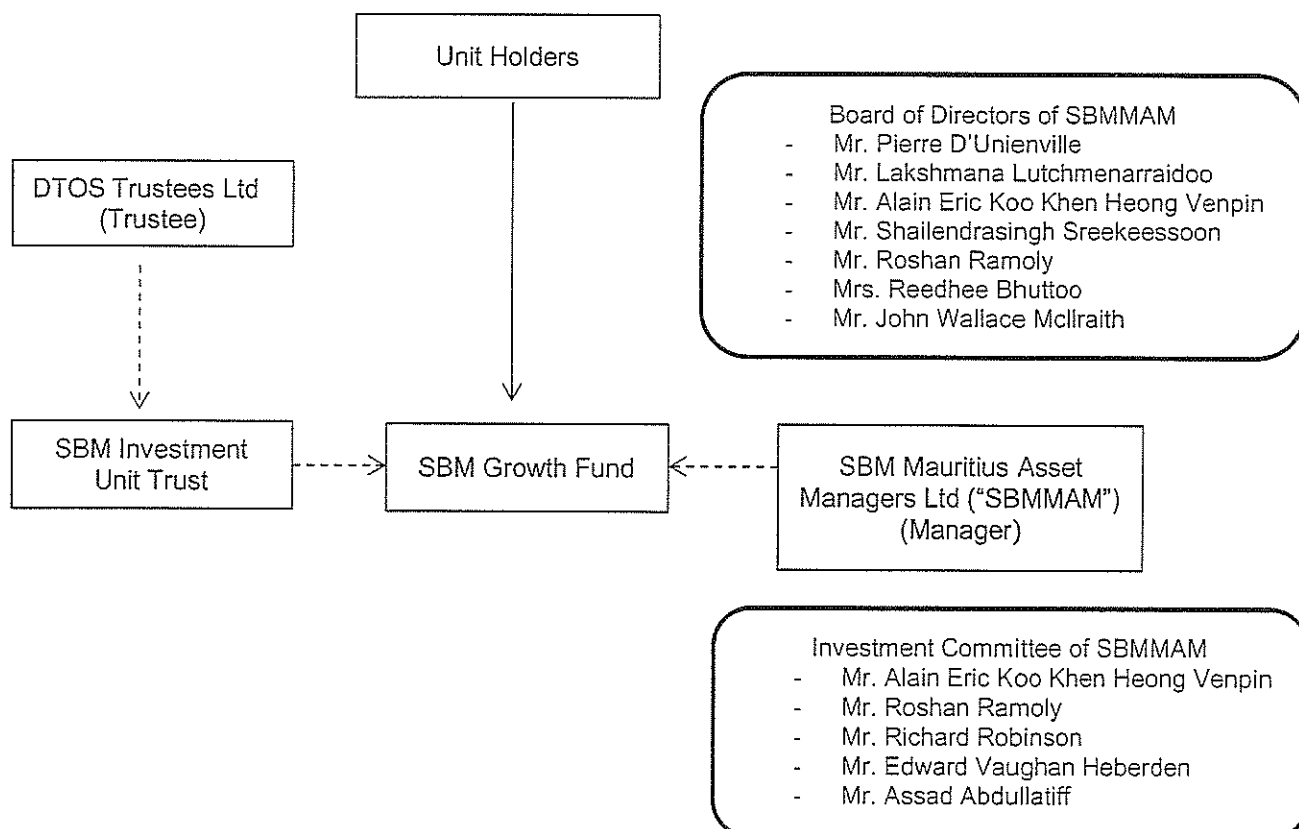 Unit Holders
Board of Directors of SBMMAM
- Mr. Pierre D'Unienville
- Mr. Lakshmana Lutchmenarraidoo
- Mr. Alain Eric Koo Khen Heong Venpin
- Mr. Shailendrasingh Sreekeessoon
- Mr. Roshan Ramoly
- Mrs. Reedhee Bhuttoo
- Mr. John Wallace McIlraith
DTOS Trustees Ltd
(Trustee)
SBM Investment
Unit Trust
SBM Growth Fund
SBM Mauritius Asset
Managers Ltd ("SBMMAM")
(Manager)
Investment Committee of SBMMAM
- Mr. Alain Eric Koo Khen Heong Venpin
- Mr. Roshan Ramoly
- Mr. Richard Robinson
- Mr. Edward Vaughan Heberden
- Mr. Assad Abdullatiff